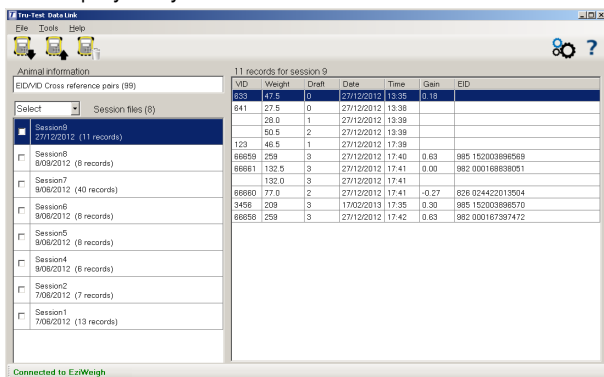 Tru-Test Data Link
File Tools Help
Animal information
EID/VID Cross reference pairs (99)
Select Session files (8)
Session9
27/12/2012 (11 records)
Session8
8/09/2012 (8 records)
Session7
9/06/2012 (40 records)
Session6
9/06/2012 (8 records)
Session5
9/06/2012 (8 records)
Session4
9/06/2012 (6 records)
Session2
7/06/2012 (7 records)
Session1
7/06/2012 (13 records)
11 records for session 9
VID Weight Draft Date Time Gain EID
633 47.5 0 27/12/2012 13:35 0.18
641 27.5 0 27/12/2012 13:39
28.0 1 27/12/2012 13:39
50.5 2 27/12/2012 13:39
123 46.5 1 27/12/2012 17:39
66659 259 3 27/12/2012 17:40 0.63 985 152003896569
66661 132.5 3 27/12/2012 17:41 0.00 982 000168838051
132.0 3 27/12/2012 17:41
66660 77.0 2 27/12/2012 17:41 -0.27 826 024422013504
3456 209 3 17/02/2013 17:35 0.30 985 152003896570
66658 259 3 27/12/2012 17:42 0.63 982 000167397472
Connected to EziWeigh